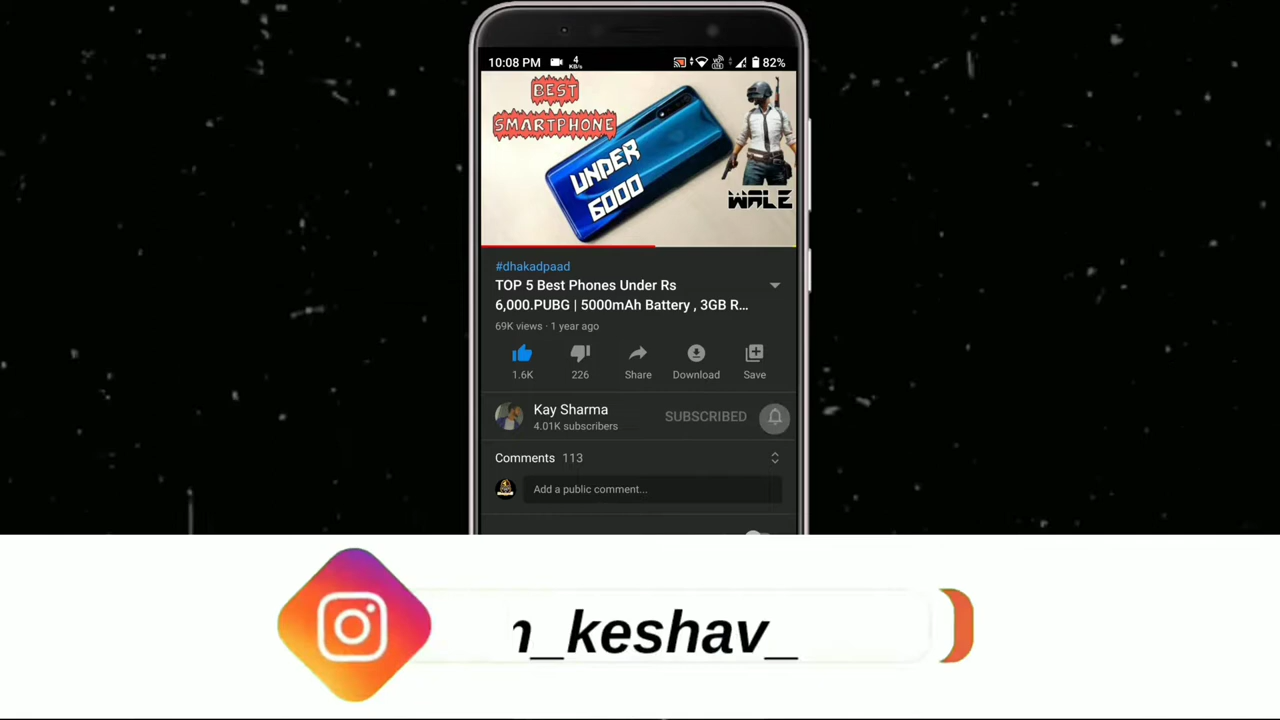 10:08 PM
4
KB/s
82%
BEST
SMARTPHONE
UNDER
6000
WALE
#dhakadpaad
TOP 5 Best Phones Under Rs
6,000.PUBG | 5000mAh Battery , 3GB R...
69K views · 1 year ago
1.6K
226
Share
Download
Save
Kay Sharma
4.01K subscribers
SUBSCRIBED
Comments 113
Add a public comment...
_keshav_